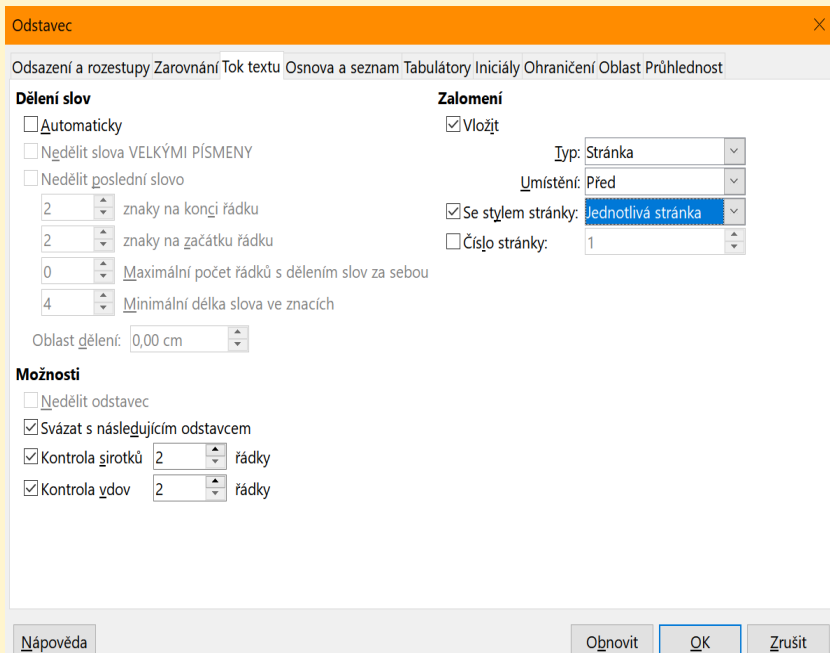 Odstavec
Odsazení a rozestupy Zarovnání Tok textu Osnova a seznam Tabulátory Iniciály Ohraničení Oblast Průhlednost
Dělení slov
Automaticky
Nedělit slova VELKÝMI PÍSMENY
Nedělit poslední slovo
2 znaky na konci řádku
2 znaky na začátku řádku
0 Maximální počet řádků s dělením slov za sebou
4 Minimální délka slova ve znacích
Oblast dělení: 0,00 cm
Možnosti
Nedělit odstavec
Svázat s následujícím odstavcem
Kontrola sirotků 2 řádky
Kontrola vdov 2 řádky
Zalomení
Vložit
Typ: Stránka
Umístění: Před
Se stylem stránky: Jednotlivá stránka
Číslo stránky: 1
Nápověda Obnovit OK Zrušit